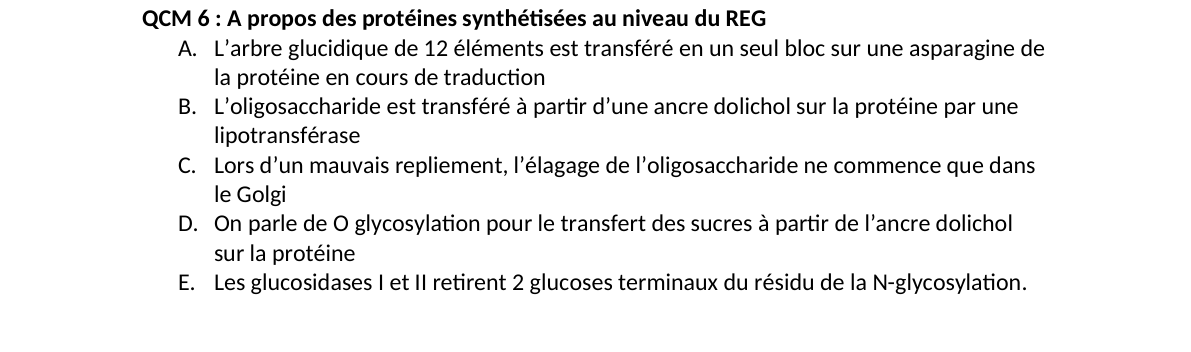 QCM 6 : A propos des protéines synthétisées au niveau du REG
A. L’arbre glucidique de 12 éléments est transféré en un seul bloc sur une asparagine de
la protéine en cours de traduction
B. L’oligosaccharide est transféré à partir d’une ancre dolichol sur la protéine par une
lipotransférase
C. Lors d’un mauvais repliement, l’élagage de l’oligosaccharide ne commence que dans
le Golgi
D. On parle de O glycosylation pour le transfert des sucres à partir de l’ancre dolichol
sur la protéine
E. Les glucosidases I et II retirent 2 glucoses terminaux du résidu de la N-glycosylation.